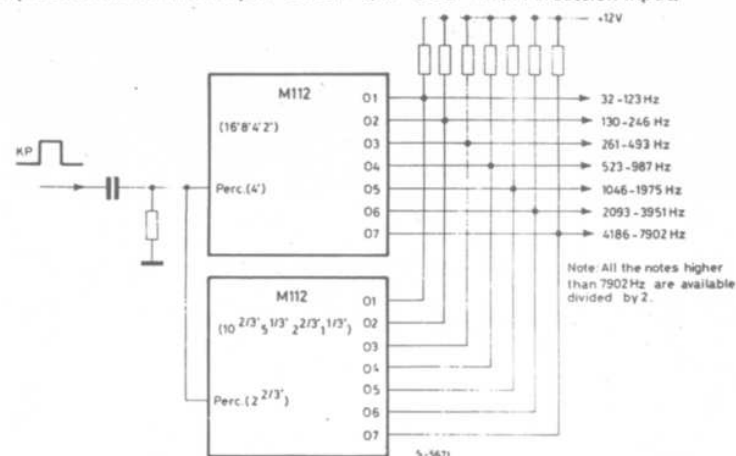 +12V
M112
(16'8'4'2')
KP
Perc.(4')
O1
O2
O3
O4
O5
O6
O7
32-123 Hz
130-246 Hz
261-493 Hz
523-987 Hz
1046-1975 Hz
2093-3951 Hz
4186-7902 Hz
Note: All the notes higher
than 7902Hz are available
divided by 2.
M112
(10 2/3' 5 1/3' 2 2/3' 1 1/3')
Perc.(2 2/3')
O1
O2
O3
O4
O5
O6
O7